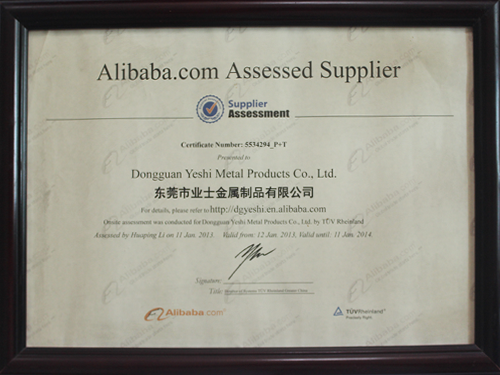 Alibaba.com Assessed Supplier
Supplier
Assessment
Certificate Number: 5534294_P+T
Presented to
Dongguan Yeshi Metal Products Co., Ltd.
东莞市业士金属制品有限公司
For details, please refer to http://dgyeshi.en.alibaba.com
Onsite assessment was conducted for Dongguan Yeshi Metal Products Co., Ltd. by TÜV Rheinland
Assessed by Huaping Li on 11 Jan. 2013. Valid from: 12 Jan. 2013, Valid until: 11 Jan. 2014.
Signature:
Title:
Alibaba.com
TÜVRheinland
Precisely Right.